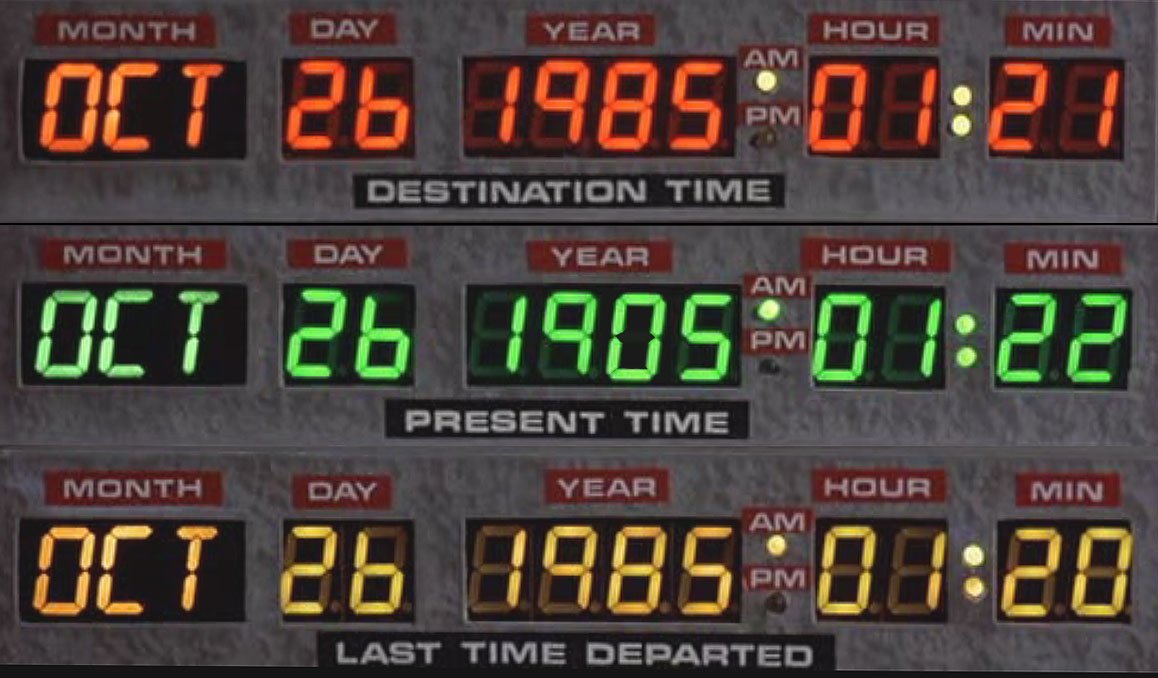 MONTH DAY YEAR AM HOUR MIN
OCT 26 1985 PM 01:21
DESTINATION TIME
MONTH DAY YEAR AM HOUR MIN
OCT 26 1905 PM 01:22
PRESENT TIME
MONTH DAY YEAR AM HOUR MIN
OCT 26 1985 PM 01:20
LAST TIME DEPARTED